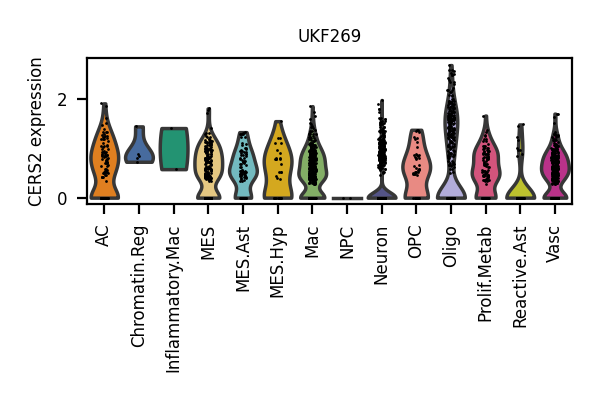 UKF269
CERS2 expression
2
0
AC
Chromatin.Reg
Inflammatory.Mac
MES
MES.Ast
MES.Hyp
Mac
NPC
Neuron
OPC
Oligo
Prolif.Metab
Reactive.Ast
Vasc